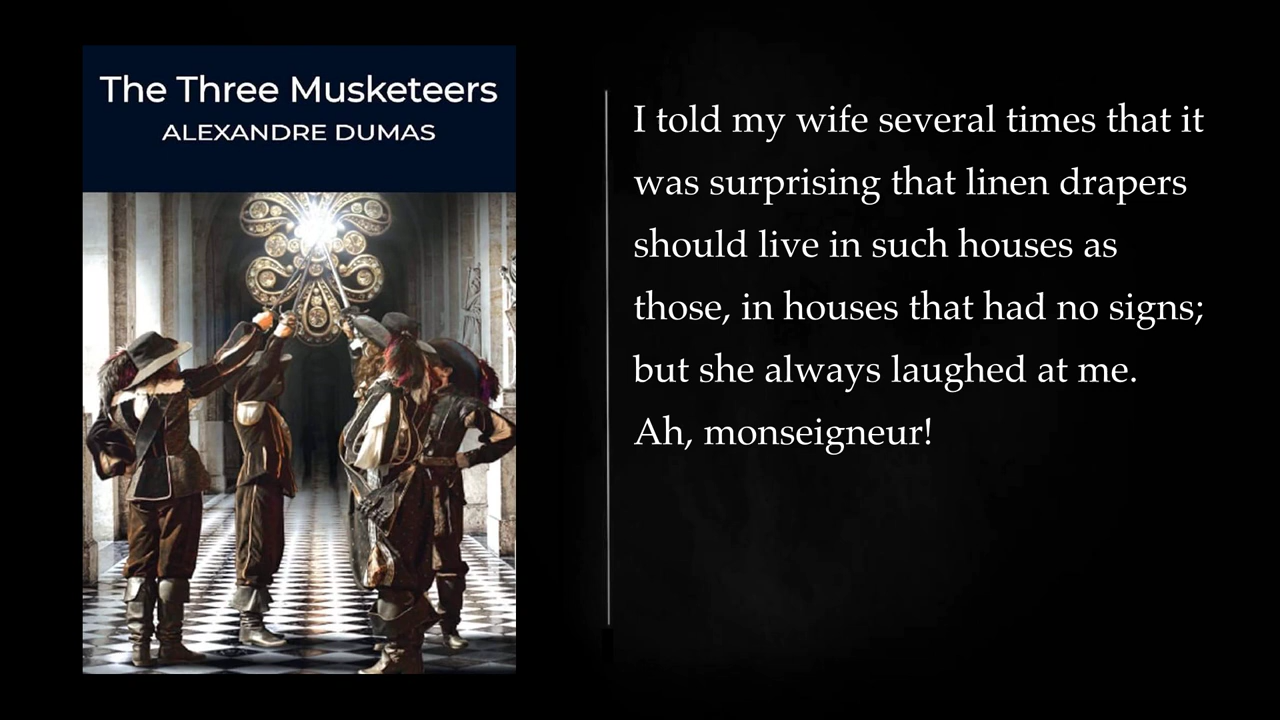 The Three Musketeers
ALEXANDRE DUMAS
I told my wife several times that it
was surprising that linen drapers
should live in such houses as
those, in houses that had no signs;
but she always laughed at me.
Ah, monseigneur!